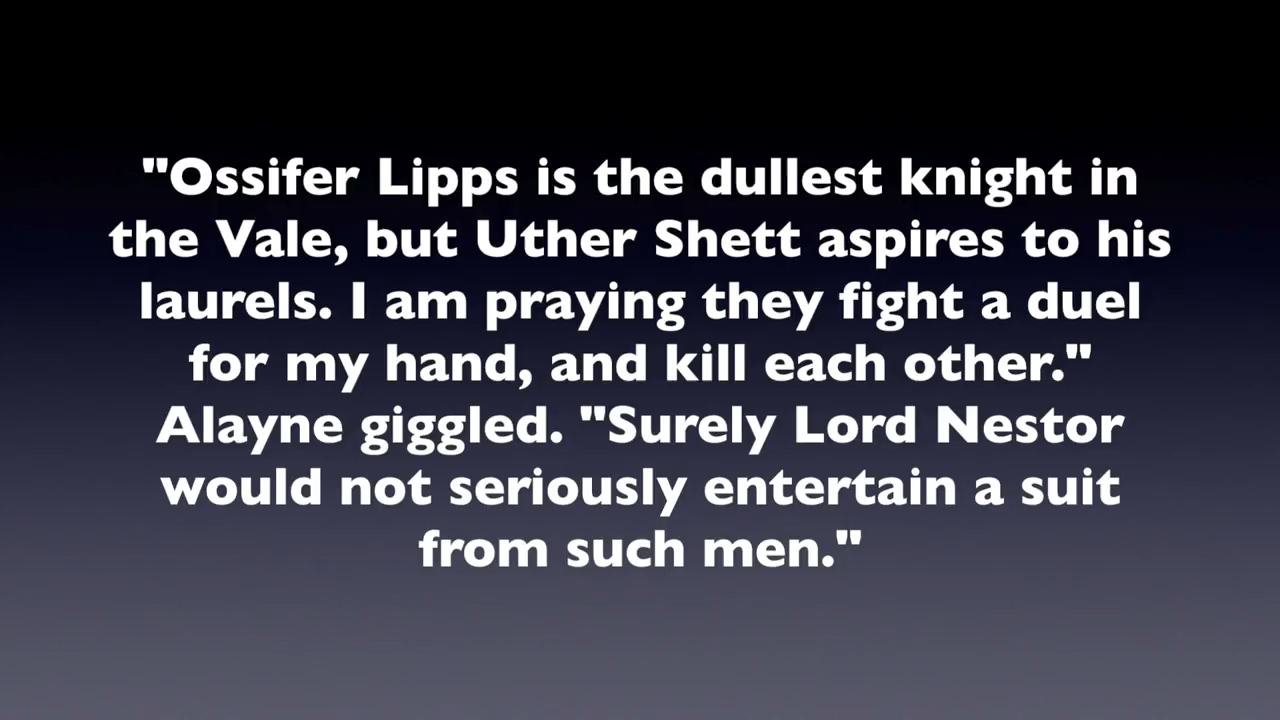 "Ossifer Lipps is the dullest knight in
the Vale, but Uther Shett aspires to his
laurels. I am praying they fight a duel
for my hand, and kill each other."
Alayne giggled. "Surely Lord Nestor
would not seriously entertain a suit
from such men."